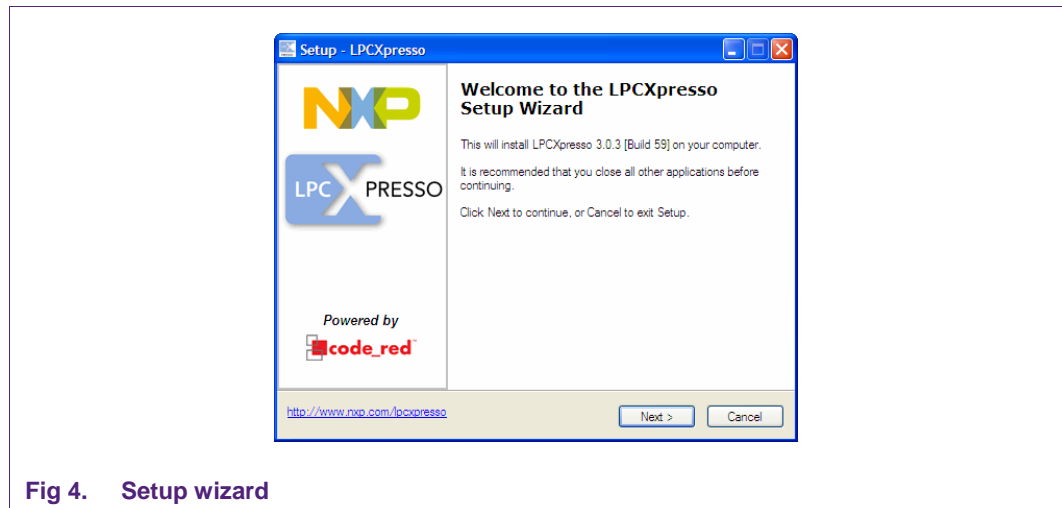 Setup - LPCXpresso
NXP
LPC XPRESSO
Powered by
code_red
Welcome to the LPCXpresso
Setup Wizard
This will install LPCXpresso 3.0.3 [Build 59] on your computer.
It is recommended that you close all other applications before
continuing.
Click Next to continue, or Cancel to exit Setup.
http://www.nxp.com/lpcxpresso
Next >
Cancel
Fig 4. Setup wizard